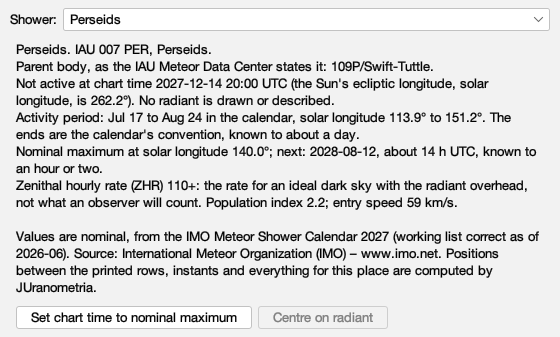 Shower: Perseids
Perseids. IAU 007 PER, Perseids.
Parent body, as the IAU Meteor Data Center states it: 109P/Swift-Tuttle.
Not active at chart time 2027-12-14 20:00 UTC (the Sun's ecliptic longitude, solar
longitude, is 262.2°). No radiant is drawn or described.
Activity period: Jul 17 to Aug 24 in the calendar, solar longitude 113.9° to 151.2°. The
ends are the calendar's convention, known to about a day.
Nominal maximum at solar longitude 140.0°; next: 2028-08-12, about 14 h UTC, known to
an hour or two.
Zenithal hourly rate (ZHR) 110+: the rate for an ideal dark sky with the radiant overhead,
not what an observer will count. Population index 2.2; entry speed 59 km/s.
Values are nominal, from the IMO Meteor Shower Calendar 2027 (working list correct as of
2026-06). Source: International Meteor Organization (IMO) – www.imo.net. Positions
between the printed rows, instants and everything for this place are computed by
JUranometria.
Set chart time to nominal maximum
Centre on radiant